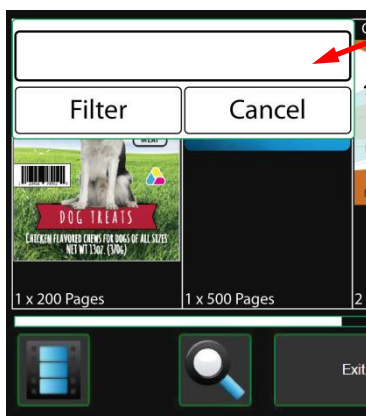 Filter
Cancel
DOG TREATS
CHICKEN FLAVORED CHEWS FOR DOGS OF ALL SIZES
NET WT 13OZ. (370G)
1 x 200 Pages
1 x 500 Pages
2
Exit